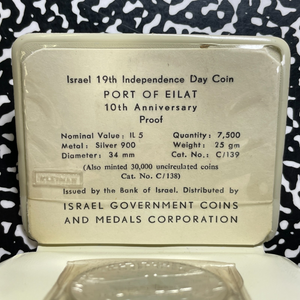 Israel 19th Independence Day Coin
PORT OF EILAT
10th Anniversary
Proof
Nominal Value: IL 5 Quantity: 7,500
Metal: Silver 900 Weight: 25 gm
Diameter: 34 mm Cat. No.: C/139
(Also minted 30,000 uncirculated coins
Cat. No. C/138)
Issued by the Bank of Israel. Distributed by
ISRAEL GOVERNMENT COINS
AND MEDALS CORPORATION